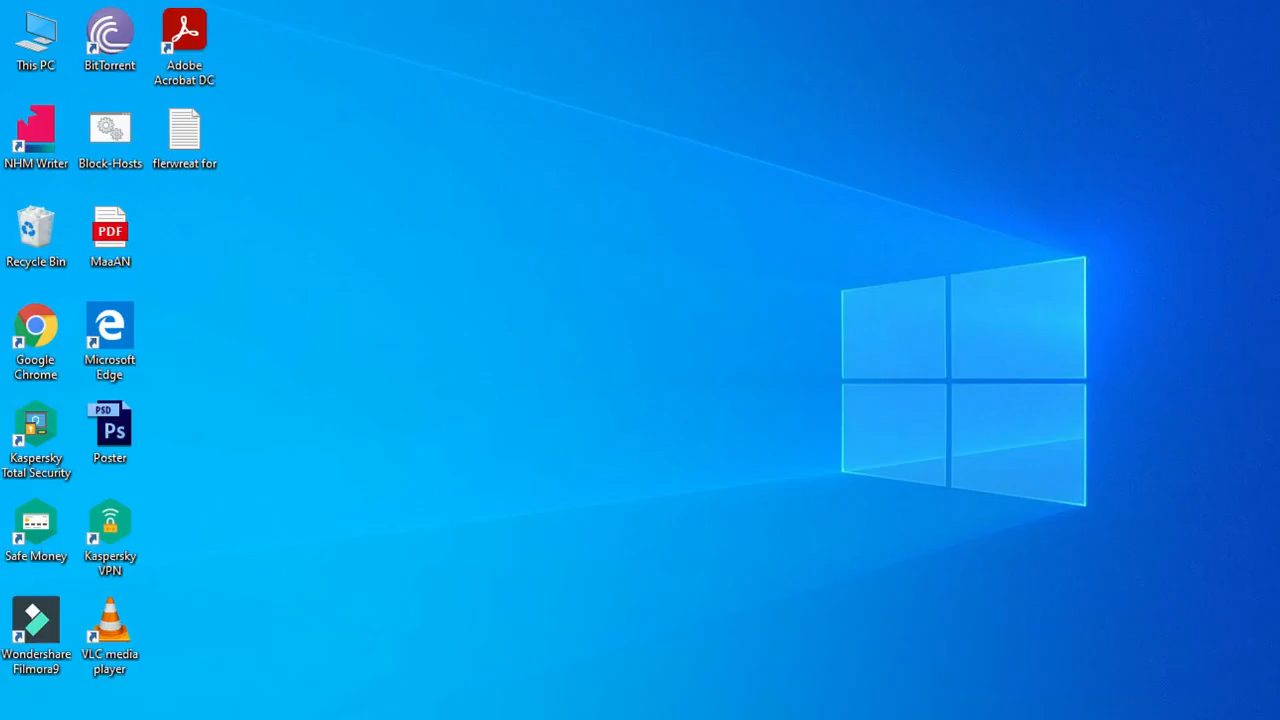 This PC
BitTorrent
Adobe
Acrobat DC
NHM Writer
Block-Hosts
flerwreat for
Recycle Bin
PDF
MaaAN
Google
Chrome
Microsoft
Edge
Kaspersky
Total Security
PSD
Ps
Poster
Safe Money
Kaspersky
VPN
Wondershare
Filmora9
VLC media
player